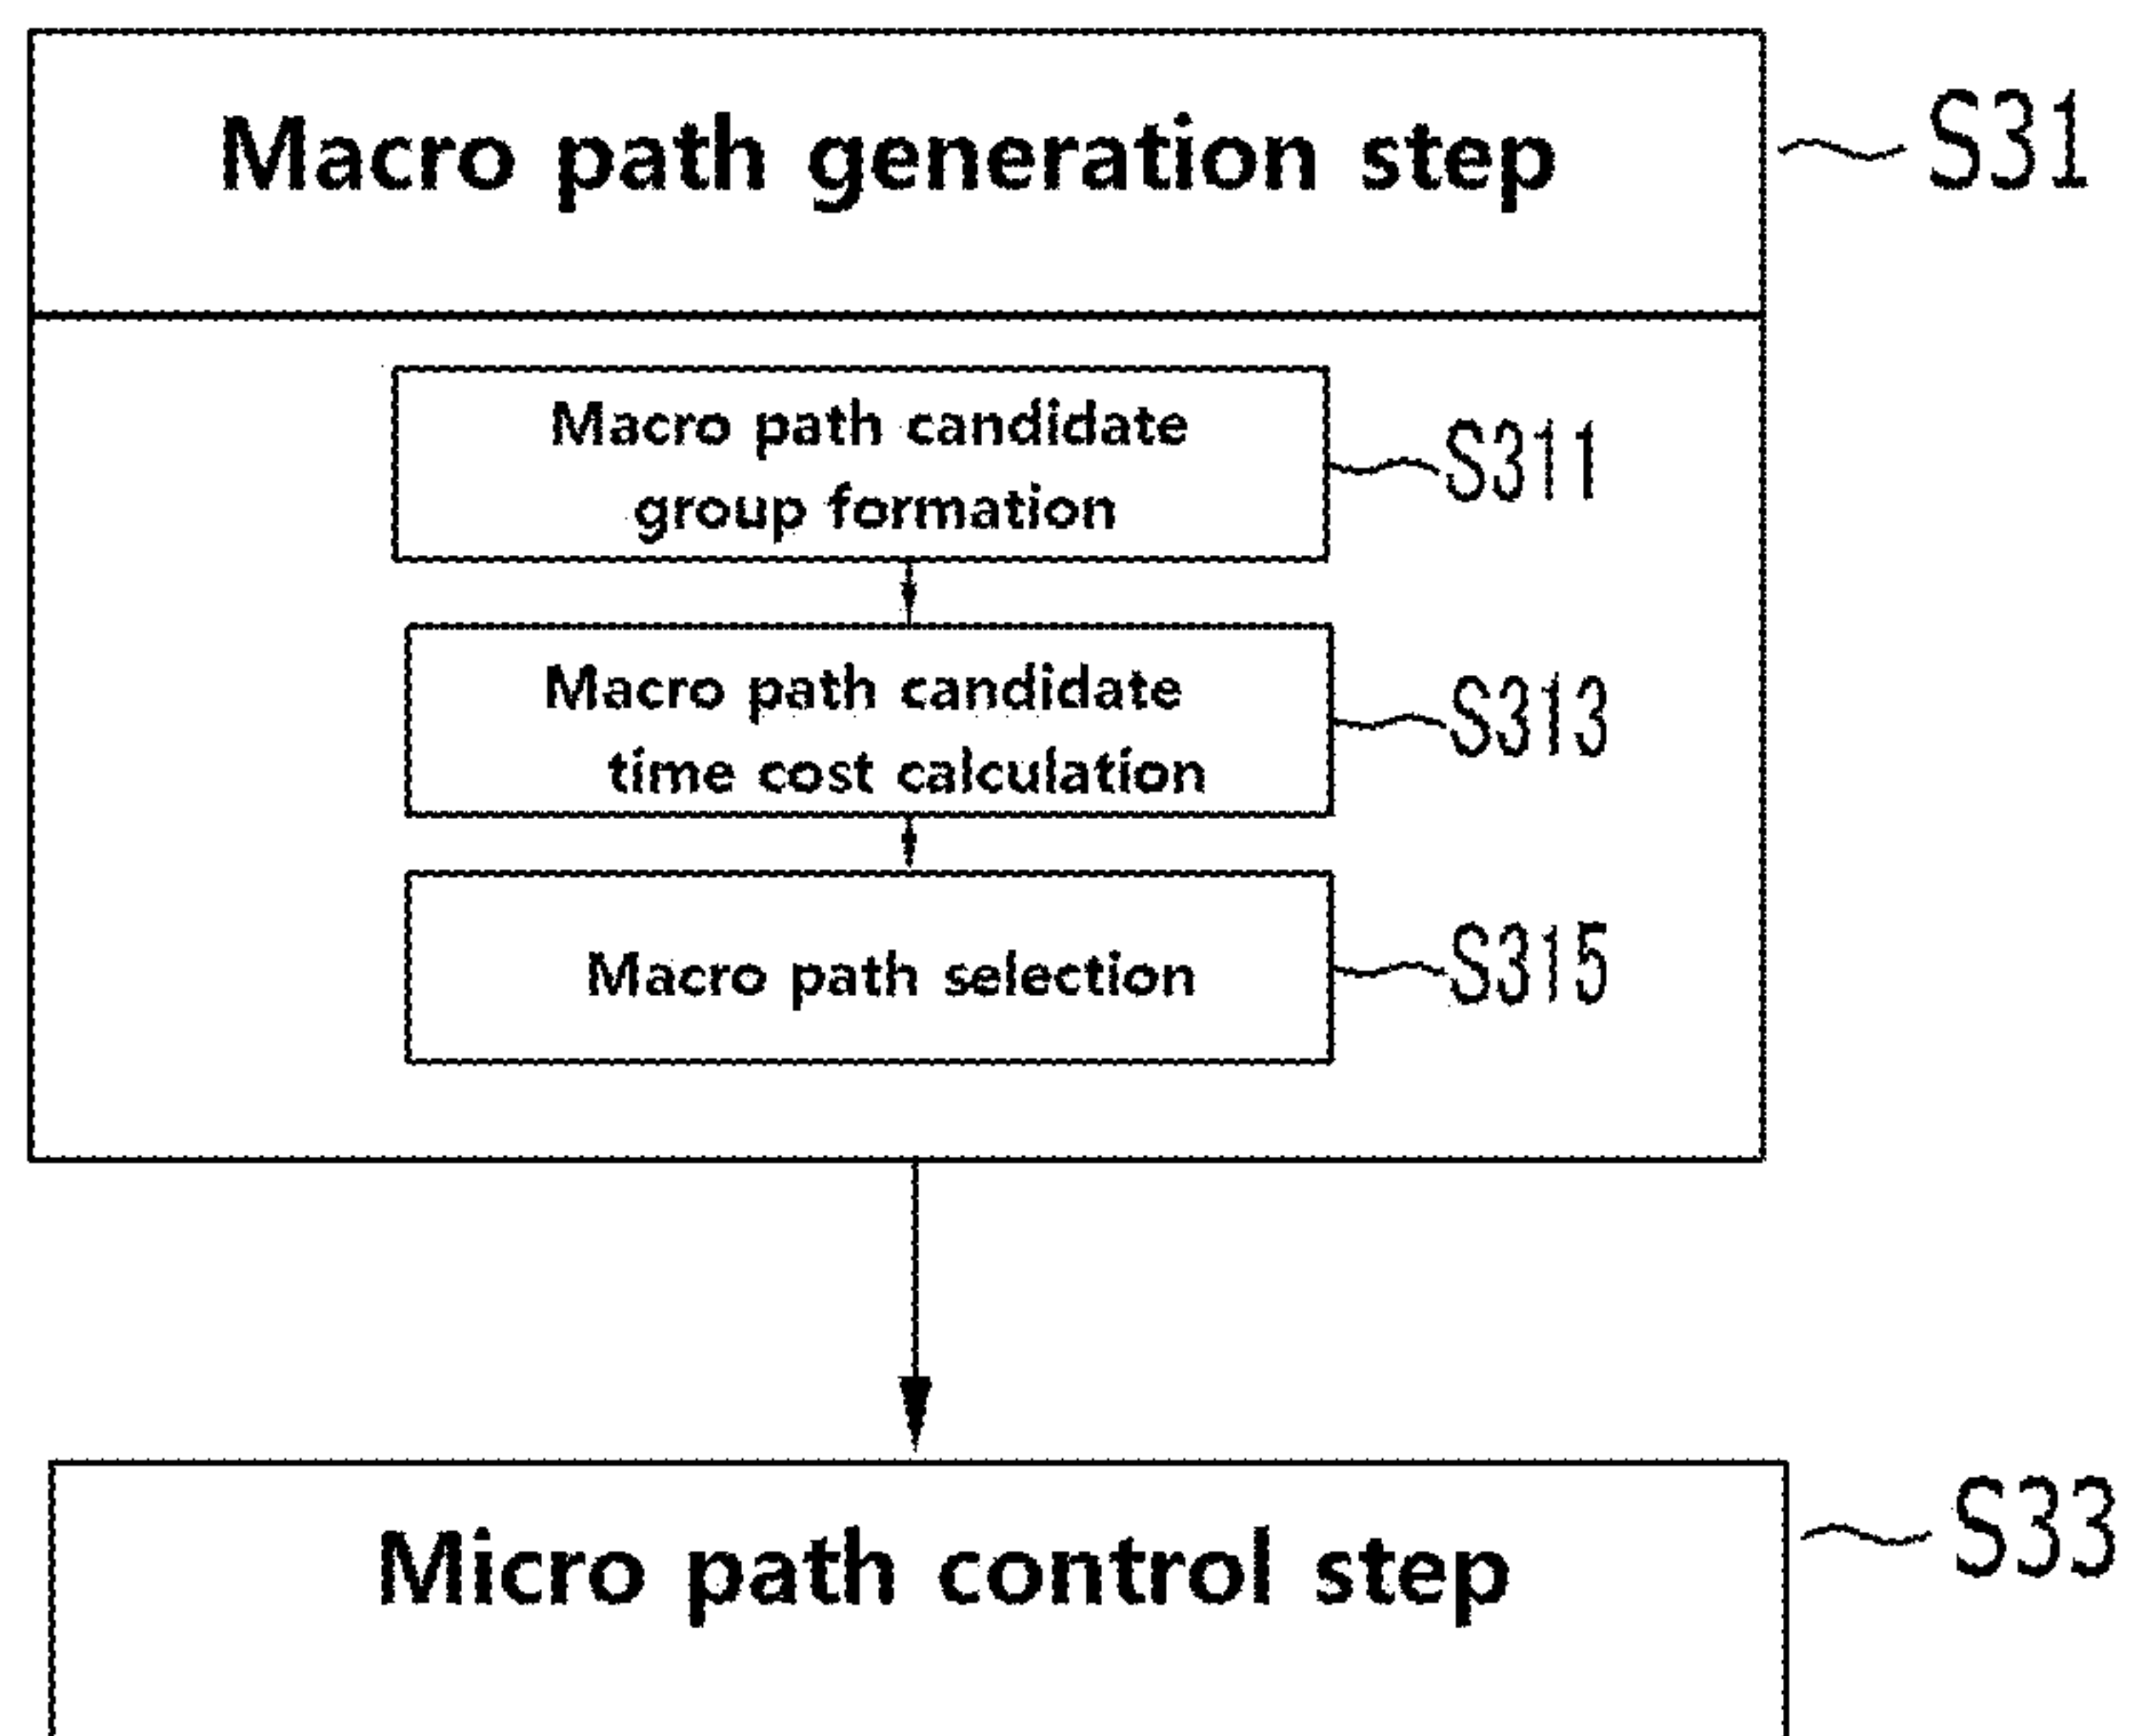 Macro path generation step
S31
Macro path candidate
group formation
S311
Macro path candidate
time cost calculation
S313
Macro path selection
S315
Micro path control step
S33